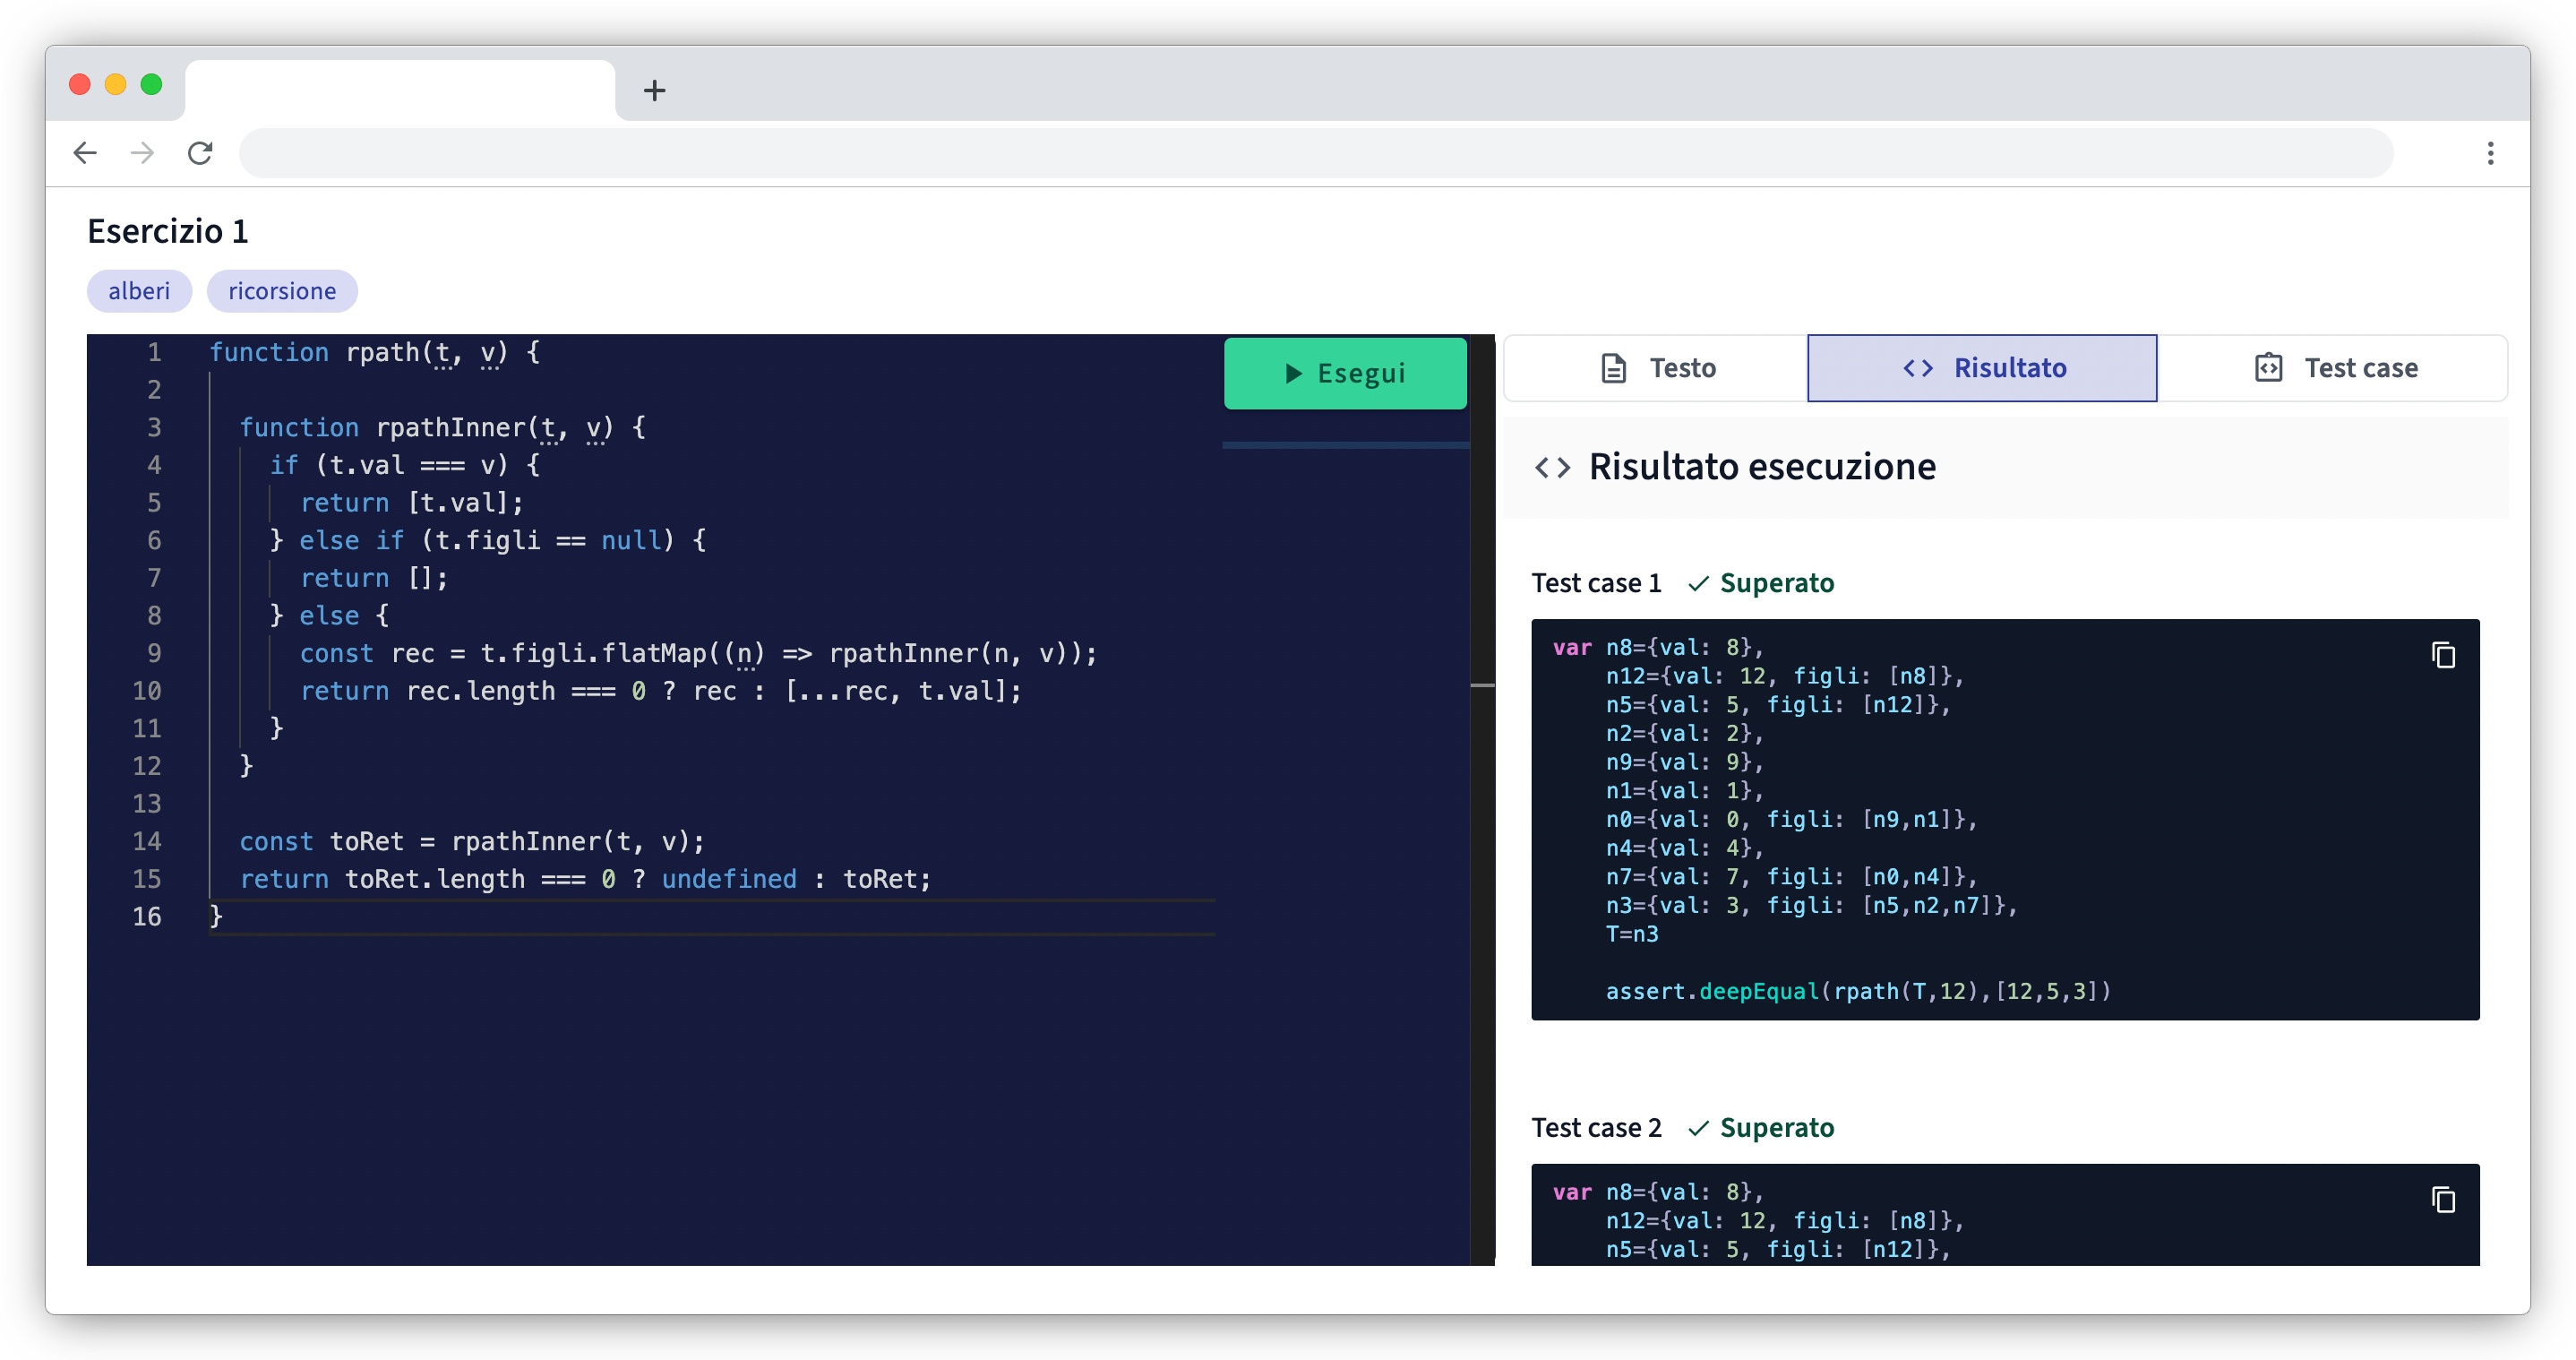 Esercizio 1
alberi ricorsione
1 function rpath(t, v) {
2
3   function rpathInner(t, v) {
4     if (t.val === v) {
5       return [t.val];
6     } else if (t.figli == null) {
7       return [];
8     } else {
9       const rec = t.figli.flatMap((n) => rpathInner(n, v));
10       return rec.length === 0 ? rec : [...rec, t.val];
11     }
12   }
13
14   const toRet = rpathInner(t, v);
15   return toRet.length === 0 ? undefined : toRet;
16 }
Esegui
Testo Risultato Test case
Risultato esecuzione
Test case 1 Superato
var n8={val: 8},
    n12={val: 12, figli: [n8]},
    n5={val: 5, figli: [n12]},
    n2={val: 2},
    n9={val: 9},
    n1={val: 1},
    n0={val: 0, figli: [n9,n1]},
    n4={val: 4},
    n7={val: 7, figli: [n0,n4]},
    n3={val: 3, figli: [n5,n2,n7]},
    T=n3
    assert.deepEqual(rpath(T,12),[12,5,3])
Test case 2 Superato
var n8={val: 8},
    n12={val: 12, figli: [n8]},
    n5={val: 5, figli: [n12]},